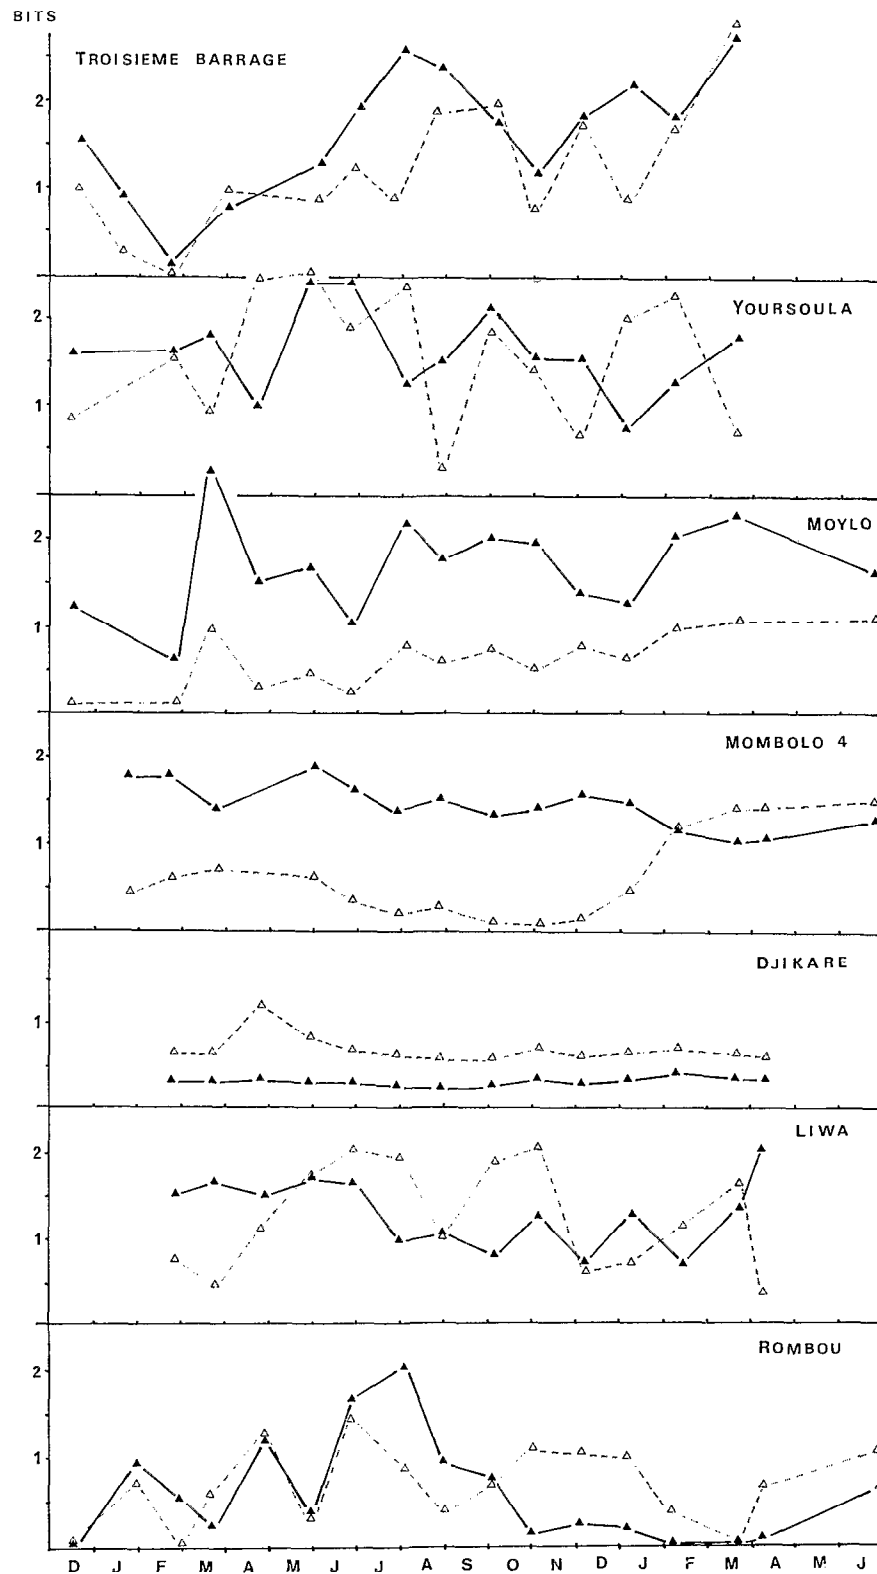 BITS
TROISIEME BARRAGE
2
1
YOURSOULA
2
1
MOYLO
2
1
MOMBOLO 4
2
1
DJIKARE
1
LIWA
2
1
ROMBOU
2
1
D J F M A M J J A S O N D J F M A M J